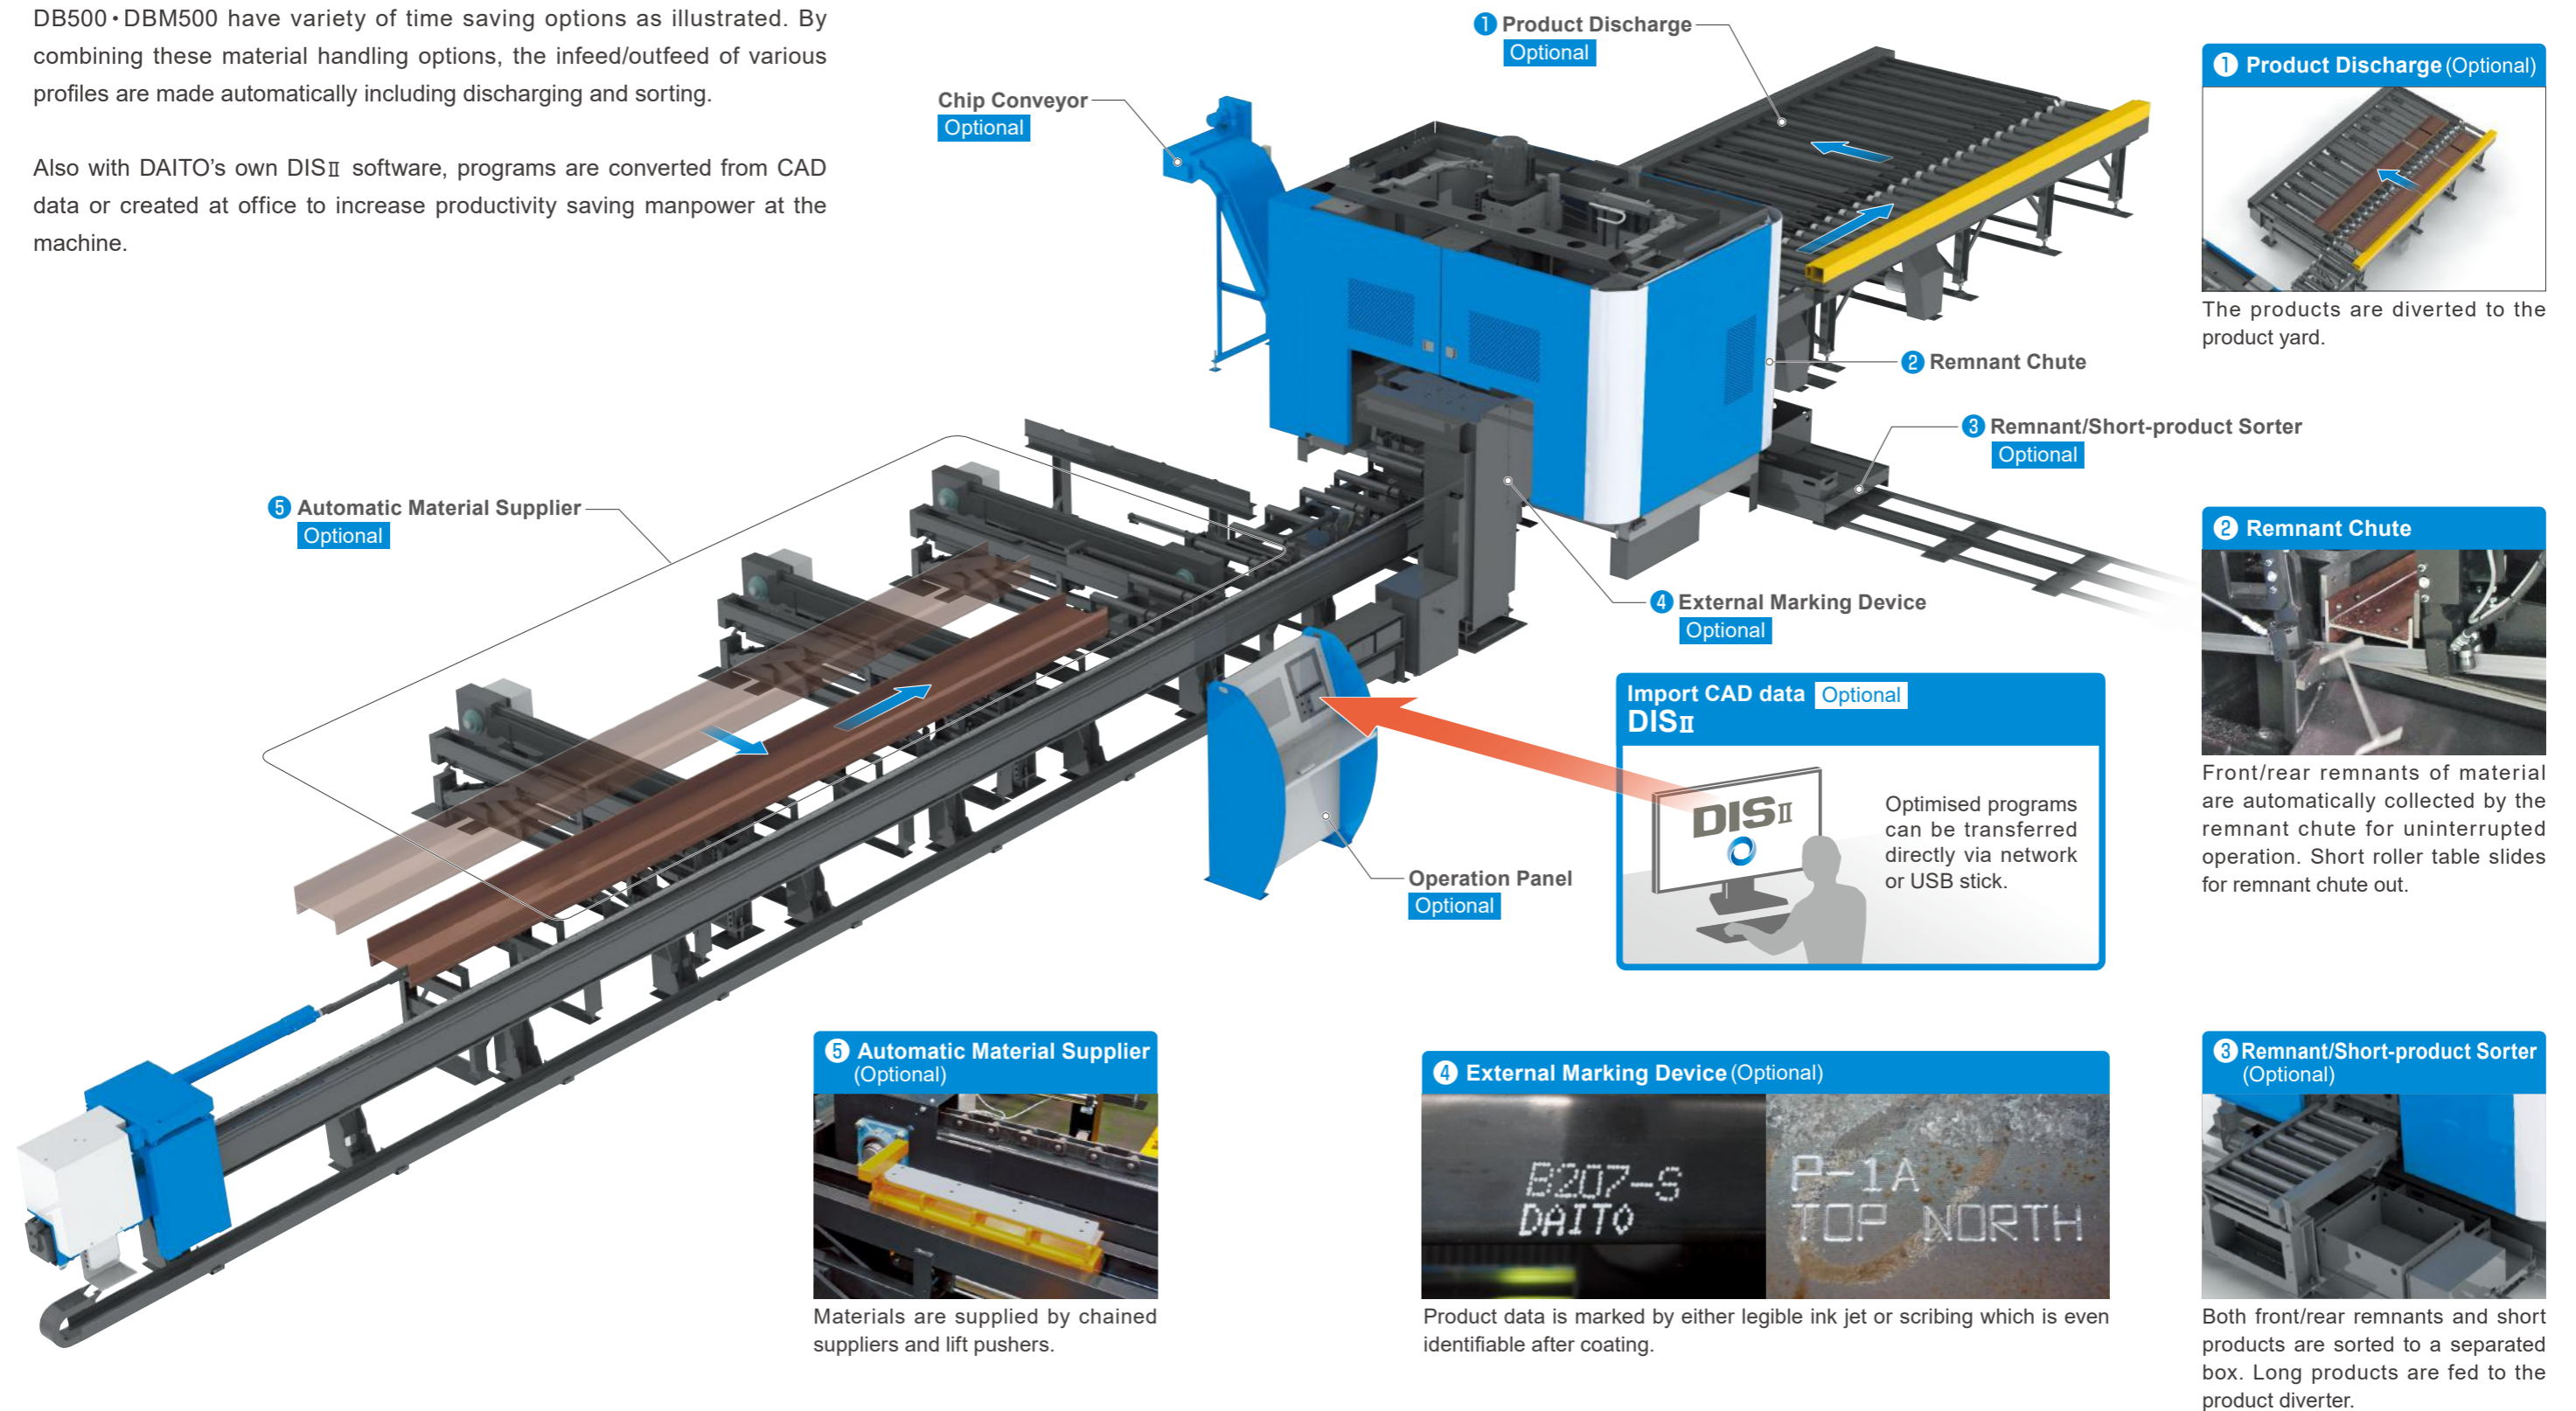 DB500・DBM500 have variety of time saving options as illustrated. By
combining these material handling options, the infeed/outfeed of various
profiles are made automatically including discharging and sorting.
Also with DAITO's own DISⅡ software, programs are converted from CAD
data or created at office to increase productivity saving manpower at the
machine.
❶ Product Discharge
Optional
Chip Conveyor
Optional
❷ Remnant Chute
❸ Remnant/Short-product Sorter
Optional
❺ Automatic Material Supplier
Optional
❹ External Marking Device
Optional
Import CAD data Optional
DISⅡ
DISⅡ
Optimised programs
can be transferred
directly via network
or USB stick.
Operation Panel
Optional
① Product Discharge (Optional)
The products are diverted to the
product yard.
② Remnant Chute
Front/rear remnants of material
are automatically collected by the
remnant chute for uninterrupted
operation. Short roller table slides
for remnant chute out.
③ Remnant/Short-product Sorter
(Optional)
Both front/rear remnants and short
products are sorted to a separated
box. Long products are fed to the
product diverter.
④ External Marking Device (Optional)
B207-S
DAITO
P-1A
TOP NORTH
Product data is marked by either legible ink jet or scribing which is even
identifiable after coating.
⑤ Automatic Material Supplier
(Optional)
Materials are supplied by chained
suppliers and lift pushers.